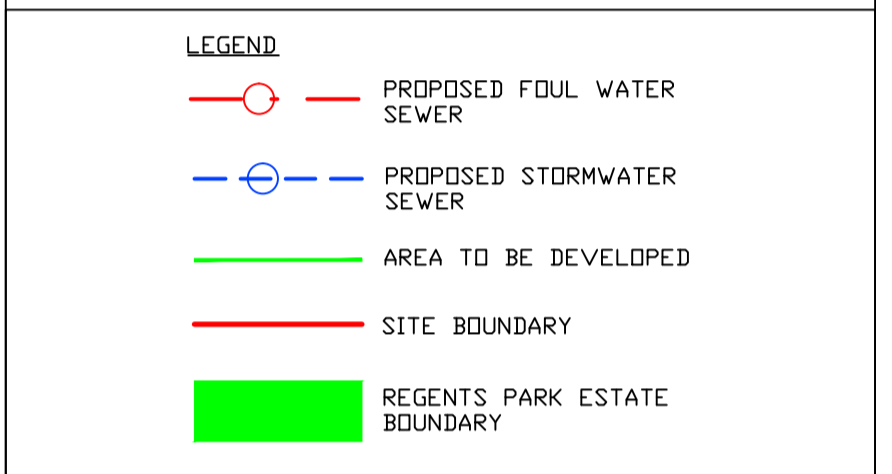 LEGEND
PROPOSED FOUL WATER
SEWER
PROPOSED STORMWATER
SEWER
AREA TO BE DEVELOPED
SITE BOUNDARY
REGENTS PARK ESTATE
BOUNDARY